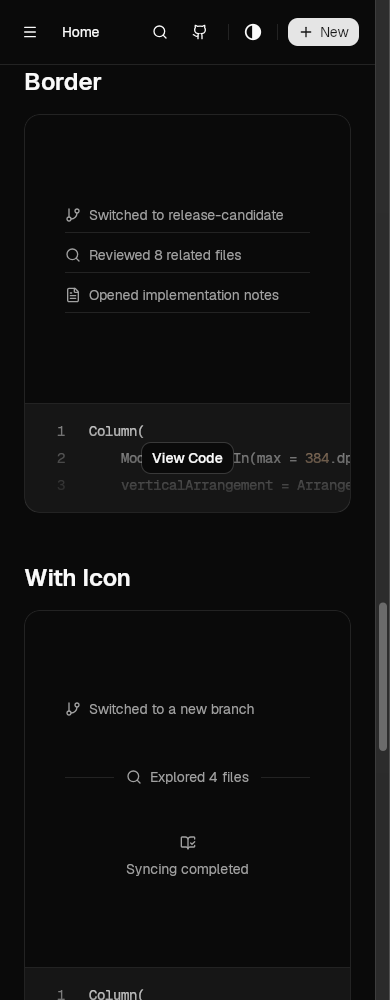 Home
New
Border
Switched to release-candidate
Reviewed 8 related files
Opened implementation notes
1 Column(
2 In(max = 384.dp
View Code
3 verticalArrangement = Arrange
With Icon
Switched to a new branch
Explored 4 files
Syncing completed
1 Column(